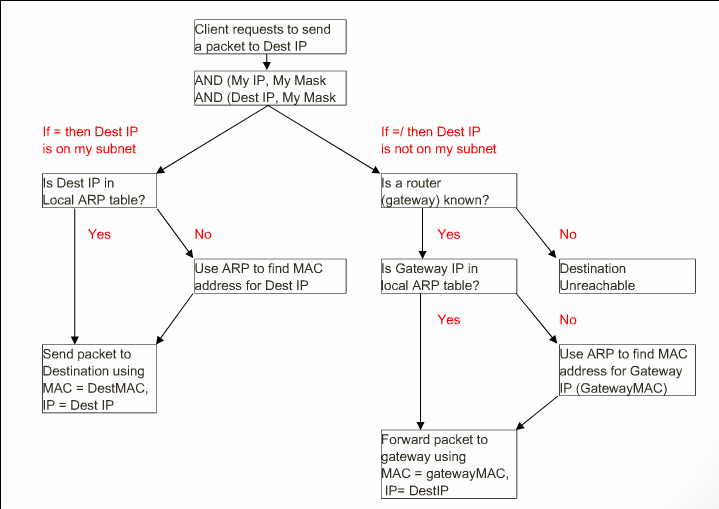 Client requests to send
a packet to Dest IP
AND (My IP, My Mask
AND (Dest IP, My Mask
If = then Dest IP
is on my subnet
If =/ then Dest IP
is not on my subnet
Is Dest IP in
Local ARP table?
Is a router
(gateway) known?
Yes
No
Yes
No
Use ARP to find MAC
address for Dest IP
Is Gateway IP in
local ARP table?
Destination
Unreachable
Yes
No
Send packet to
Destination using
MAC = DestMAC,
IP = Dest IP
Use ARP to find MAC
address for Gateway
IP (GatewayMAC)
Forward packet to
gateway using
MAC = gatewayMAC,
IP= DestIP